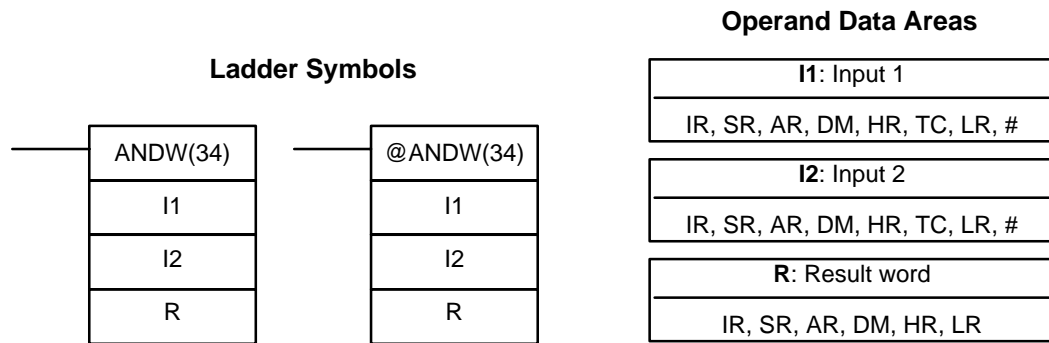 Ladder Symbols
ANDW(34)
I1
I2
R
@ANDW(34)
I1
I2
R
Operand Data Areas
I1: Input 1
IR, SR, AR, DM, HR, TC, LR, #
I2: Input 2
IR, SR, AR, DM, HR, TC, LR, #
R: Result word
IR, SR, AR, DM, HR, LR